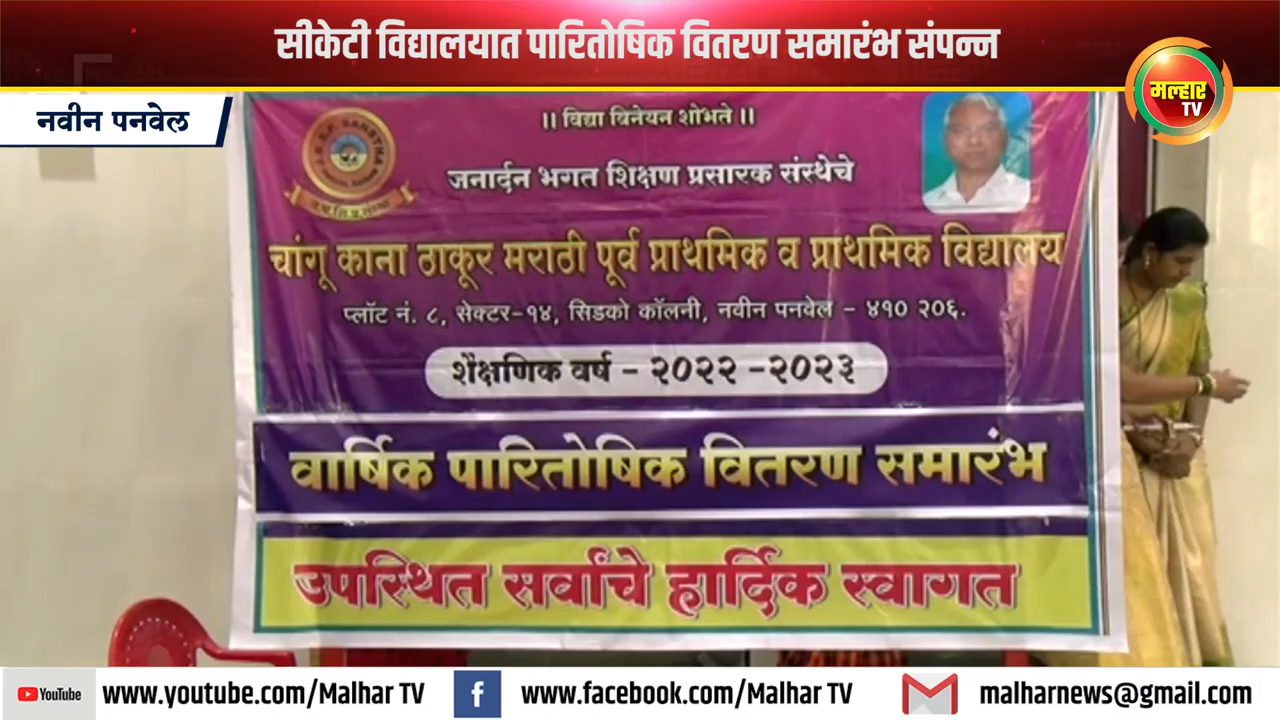 सीकेटी विद्यालयात पारितोषिक वितरण समारंभ संपन्न
मल्हार
TV
नवीन पनवेल
|| विद्या विनेयन शोभते ||
जनार्दन भगत शिक्षण प्रसारक संस्थेचे
चांगू काना ठाकूर मराठी पूर्व प्राथमिक व प्राथमिक विद्यालय
प्लॉट नं. ८, सेक्टर-१४, सिडको कॉलनी, नवीन पनवेल - ४१० २०६.
शैक्षणिक वर्ष - २०२२ -२०२३
वार्षिक पारितोषिक वितरण समारंभ
उपस्थित सर्वांचे हार्दिक स्वागत
YouTube www.youtube.com/Malhar TV
f www.facebook.com/Malhar TV
malharnews@gmail.com